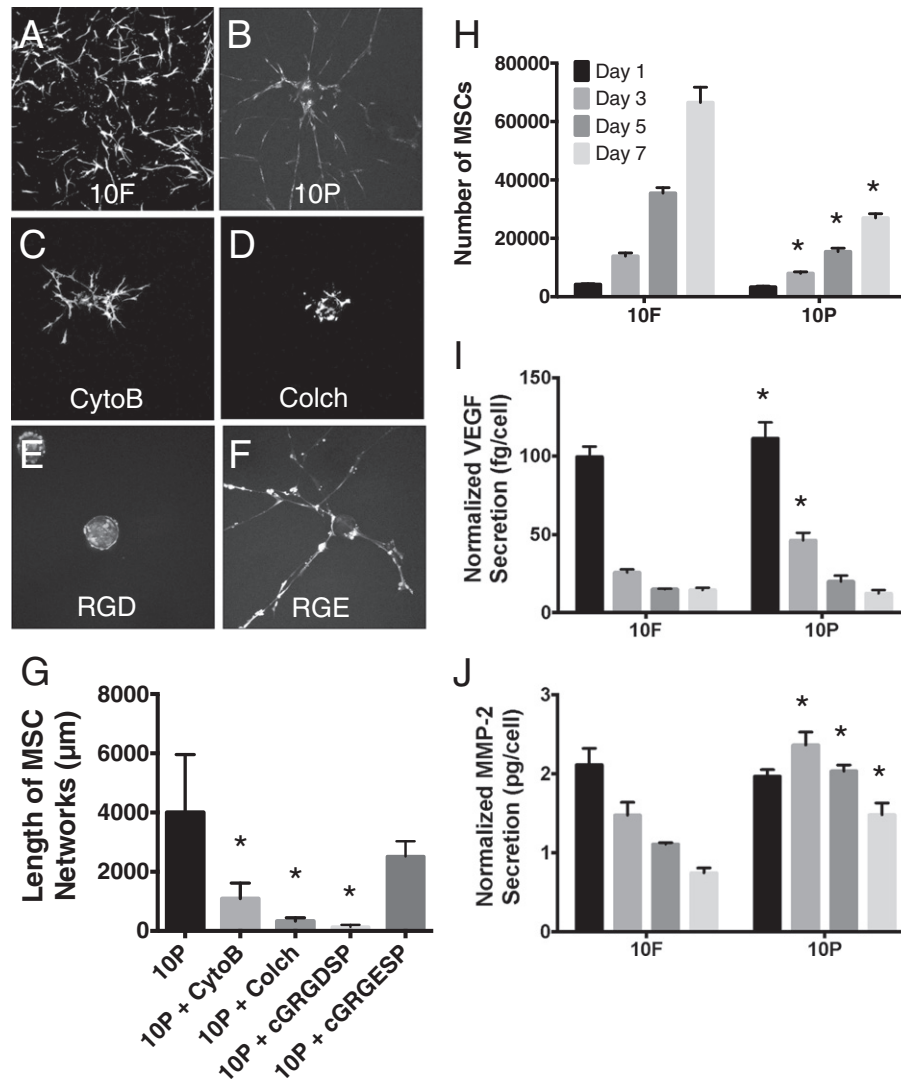 A
10F
B
10P
C
CytoB
D
Colch
E
RGD
F
RGE
G
Length of MSC
Networks (µm)
8000
6000
4000
2000
0
*
*
*
10P
10P + CytoB
10P + Colch
10P + cGRGDSP
10P + cGRGESP
H
Number of MSCs
80000
60000
40000
20000
0
Day 1
Day 3
Day 5
Day 7
*
*
*
10F
10P
I
Normalized VEGF
Secretion (fg/cell)
150
100
50
0
*
*
10F
10P
J
Normalized MMP-2
Secretion (pg/cell)
3
2
1
0
*
*
*
10F
10P